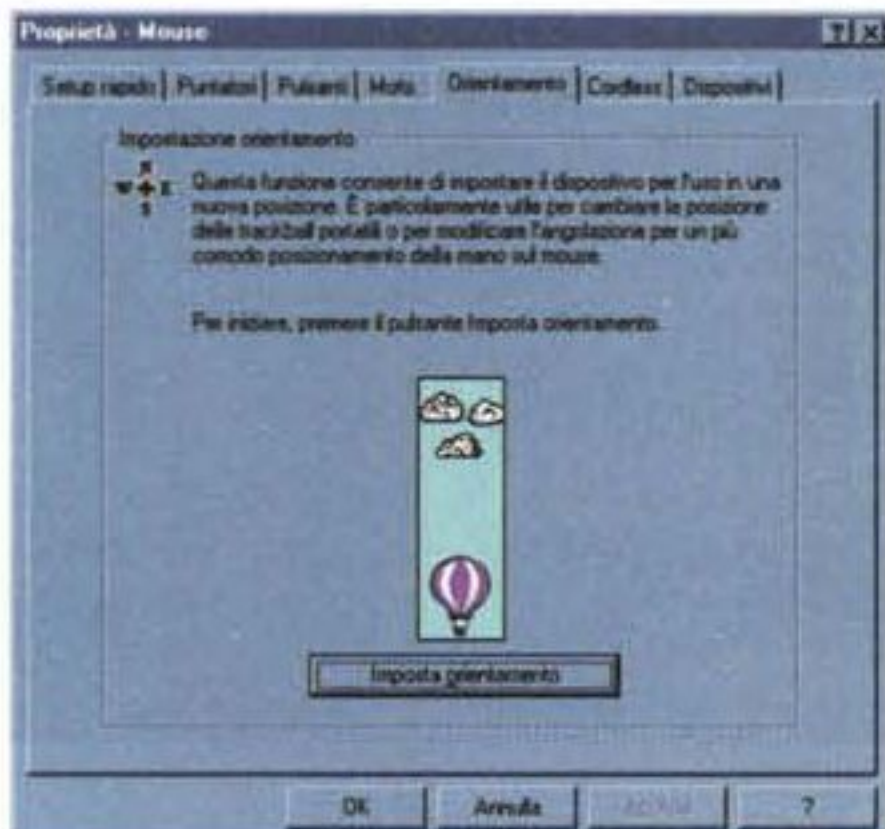 Proprietà - Mouse
Setup rapido Puntatori Pulsanti Moto Orientamento Cordless Dispositivi
Impostazione orientamento
N
W E
S
Questa funzione consente di impostare il dispositivo per l'uso in una
nuova posizione. È particolarmente utile per cambiare la posizione
delle trackball portatili o per modificare l'angolazione per un più
comodo posizionamento della mano sul mouse.
Per iniziare, premere il pulsante Imposta orientamento.
Imposta orientamento
OK Annulla ?